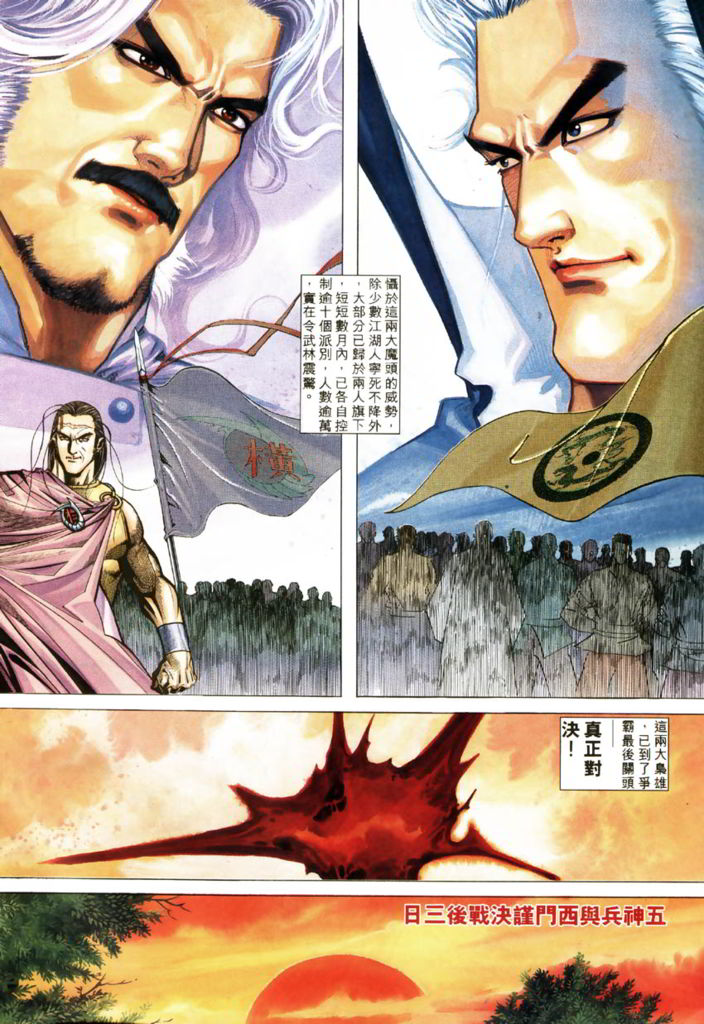 懾於這兩大魔頭的威勢，
除少數江湖人寧死不降外
，大部分已歸於兩人旗下
，短短數月內，已各自控
制逾十個派別，人數逾萬
，實在令武林震驚。
橫
這兩大梟雄
，已到了爭
霸最後關頭
——
真正對
決！
五神兵與西門謹決戰後三日